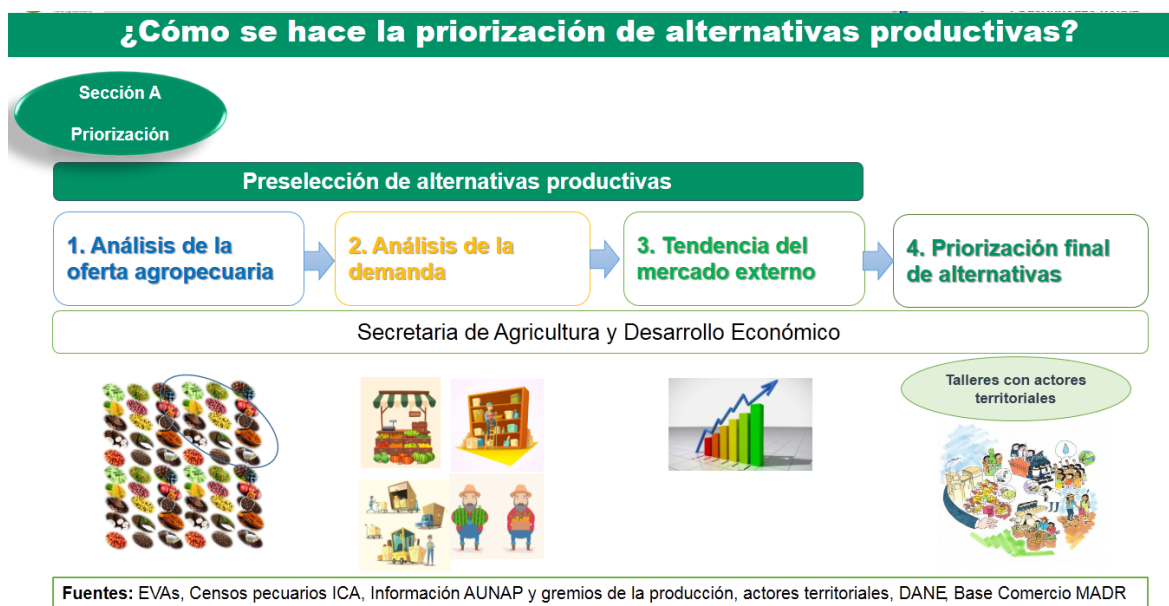 ¿Cómo se hace la priorización de alternativas productivas?
Sección A
Priorización
Preselección de alternativas productivas
1. Análisis de la
oferta agropecuaria
2. Análisis de la
demanda
3. Tendencia del
mercado externo
4. Priorización final
de alternativas
Secretaria de Agricultura y Desarrollo Económico
Talleres con actores
territoriales
Fuentes: EVAs, Censos pecuarios ICA, Información AUNAP y gremios de la producción, actores territoriales, DANE, Base Comercio MADR